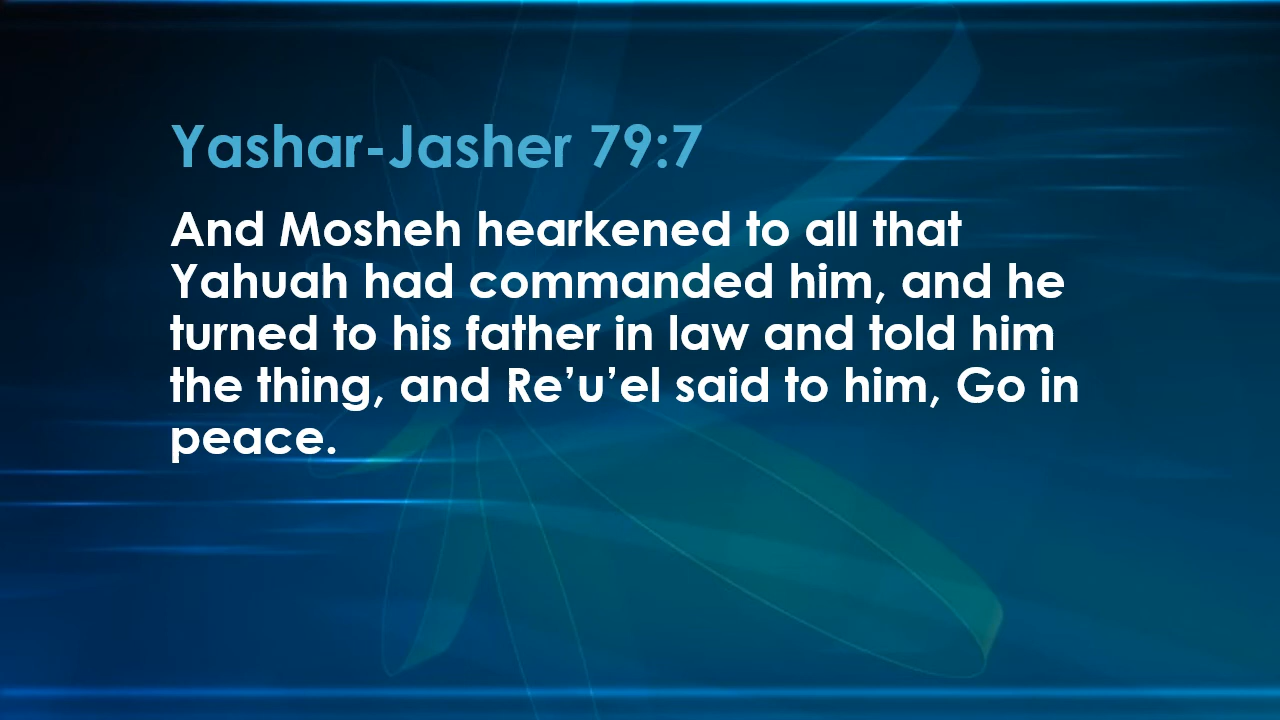 Yashar-Jasher 79:7
And Mosheh hearkened to all that
Yahuah had commanded him, and he
turned to his father in law and told him
the thing, and Re’u’el said to him, Go in
peace.